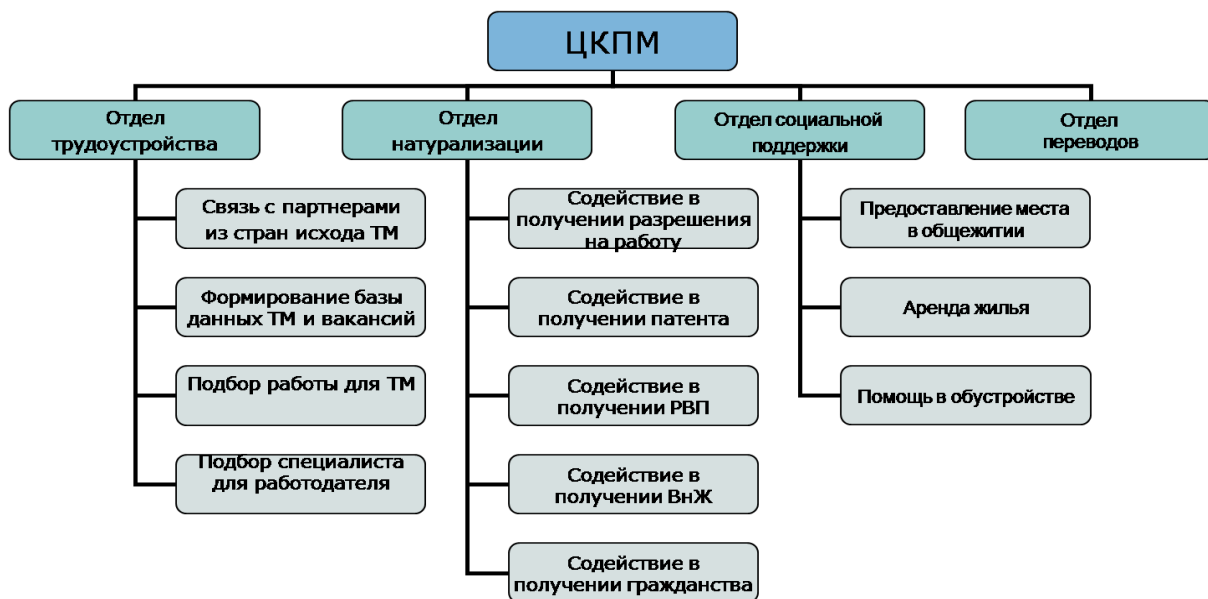 ЦКПМ
Отдел
трудоустройства
Связь с партнерами
из стран исхода ТМ
Формирование базы
данных ТМ и вакансий
Подбор работы для ТМ
Подбор специалиста
для работодателя
Отдел
натурализации
Содействие в
получении разрешения
на работу
Содействие в
получении патента
Содействие в
получении РВП
Содействие в
получении ВнЖ
Содействие в
получении гражданства
Отдел социальной
поддержки
Предоставление места
в общежитии
Аренда жилья
Помощь в обустройстве
Отдел
переводов